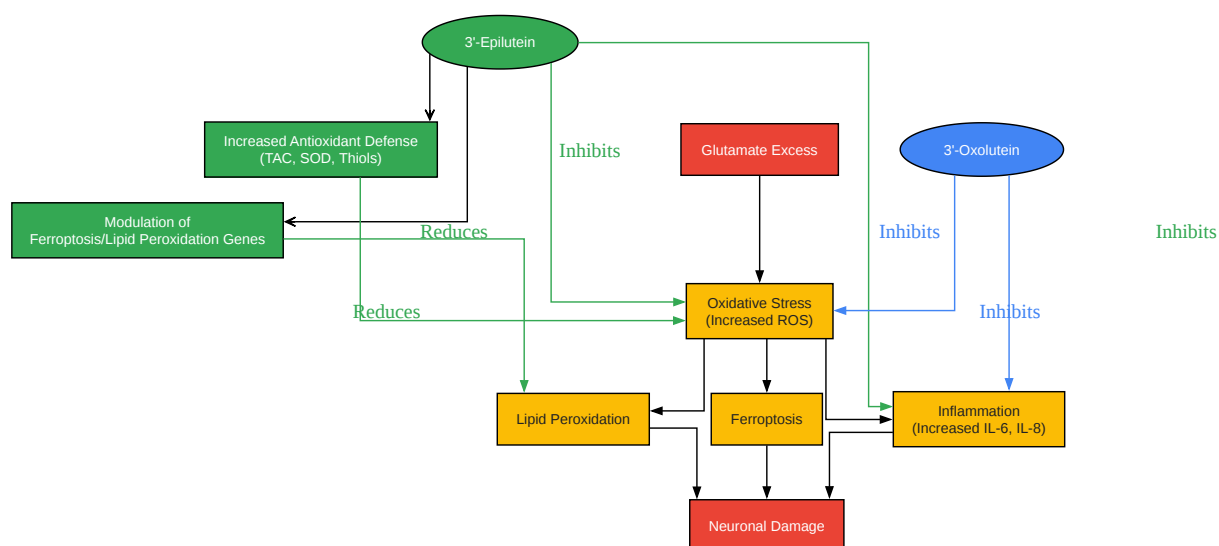 3'-Epilutein
Increased Antioxidant Defense
(TAC, SOD, Thiols)
Inhibits
Glutamate Excess
3'-Oxolutein
Modulation of
Ferroptosis/Lipid Peroxidation Genes
Reduces
Inhibits
Inhibits
Reduces
Oxidative Stress
(Increased ROS)
Inhibits
Lipid Peroxidation
Ferroptosis
Inflammation
(Increased IL-6, IL-8)
Neuronal Damage